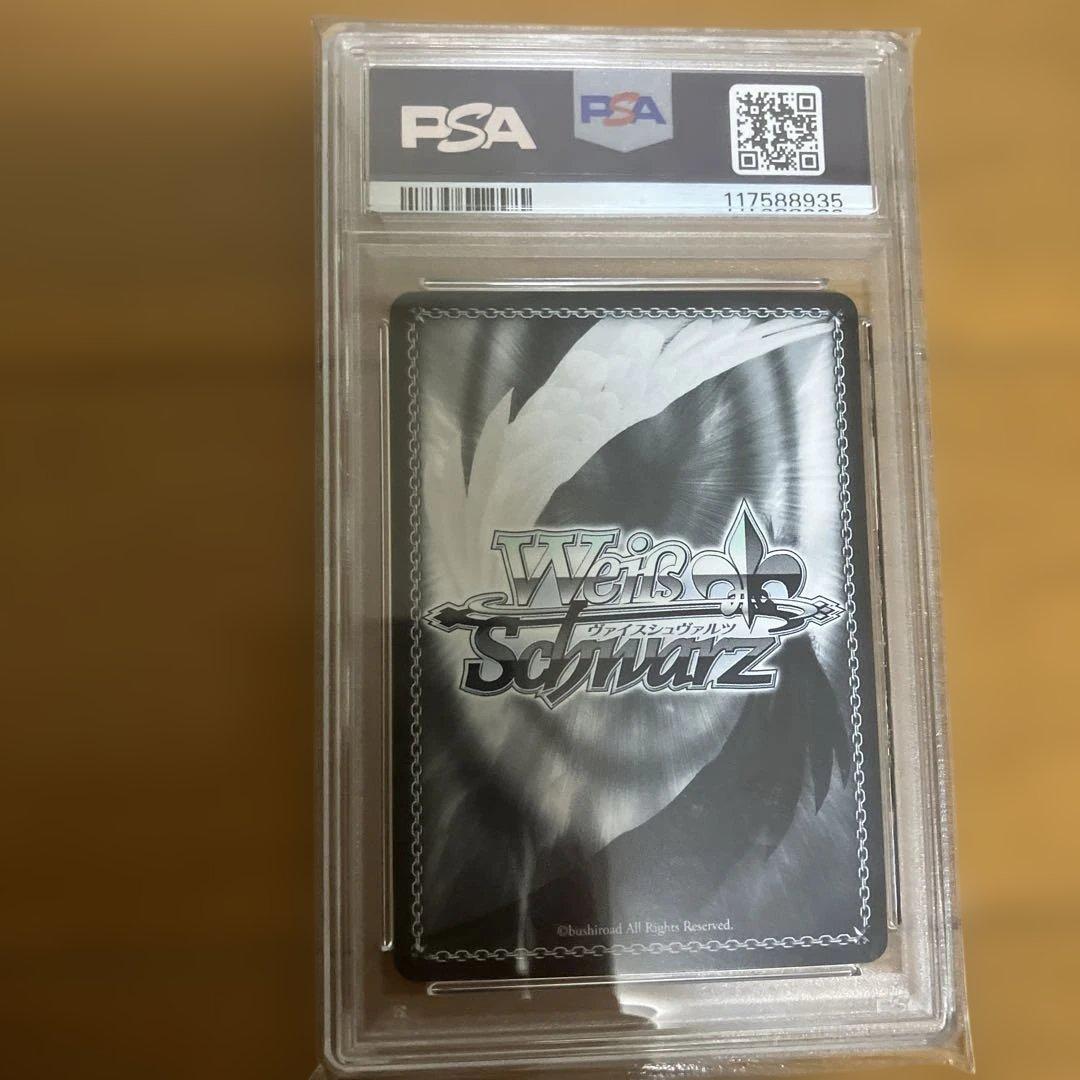 PSA PSA
117588935
Weiß
ヴァイスシュヴァルツ
Schwarz
©bushiroad All Rights Reserved.